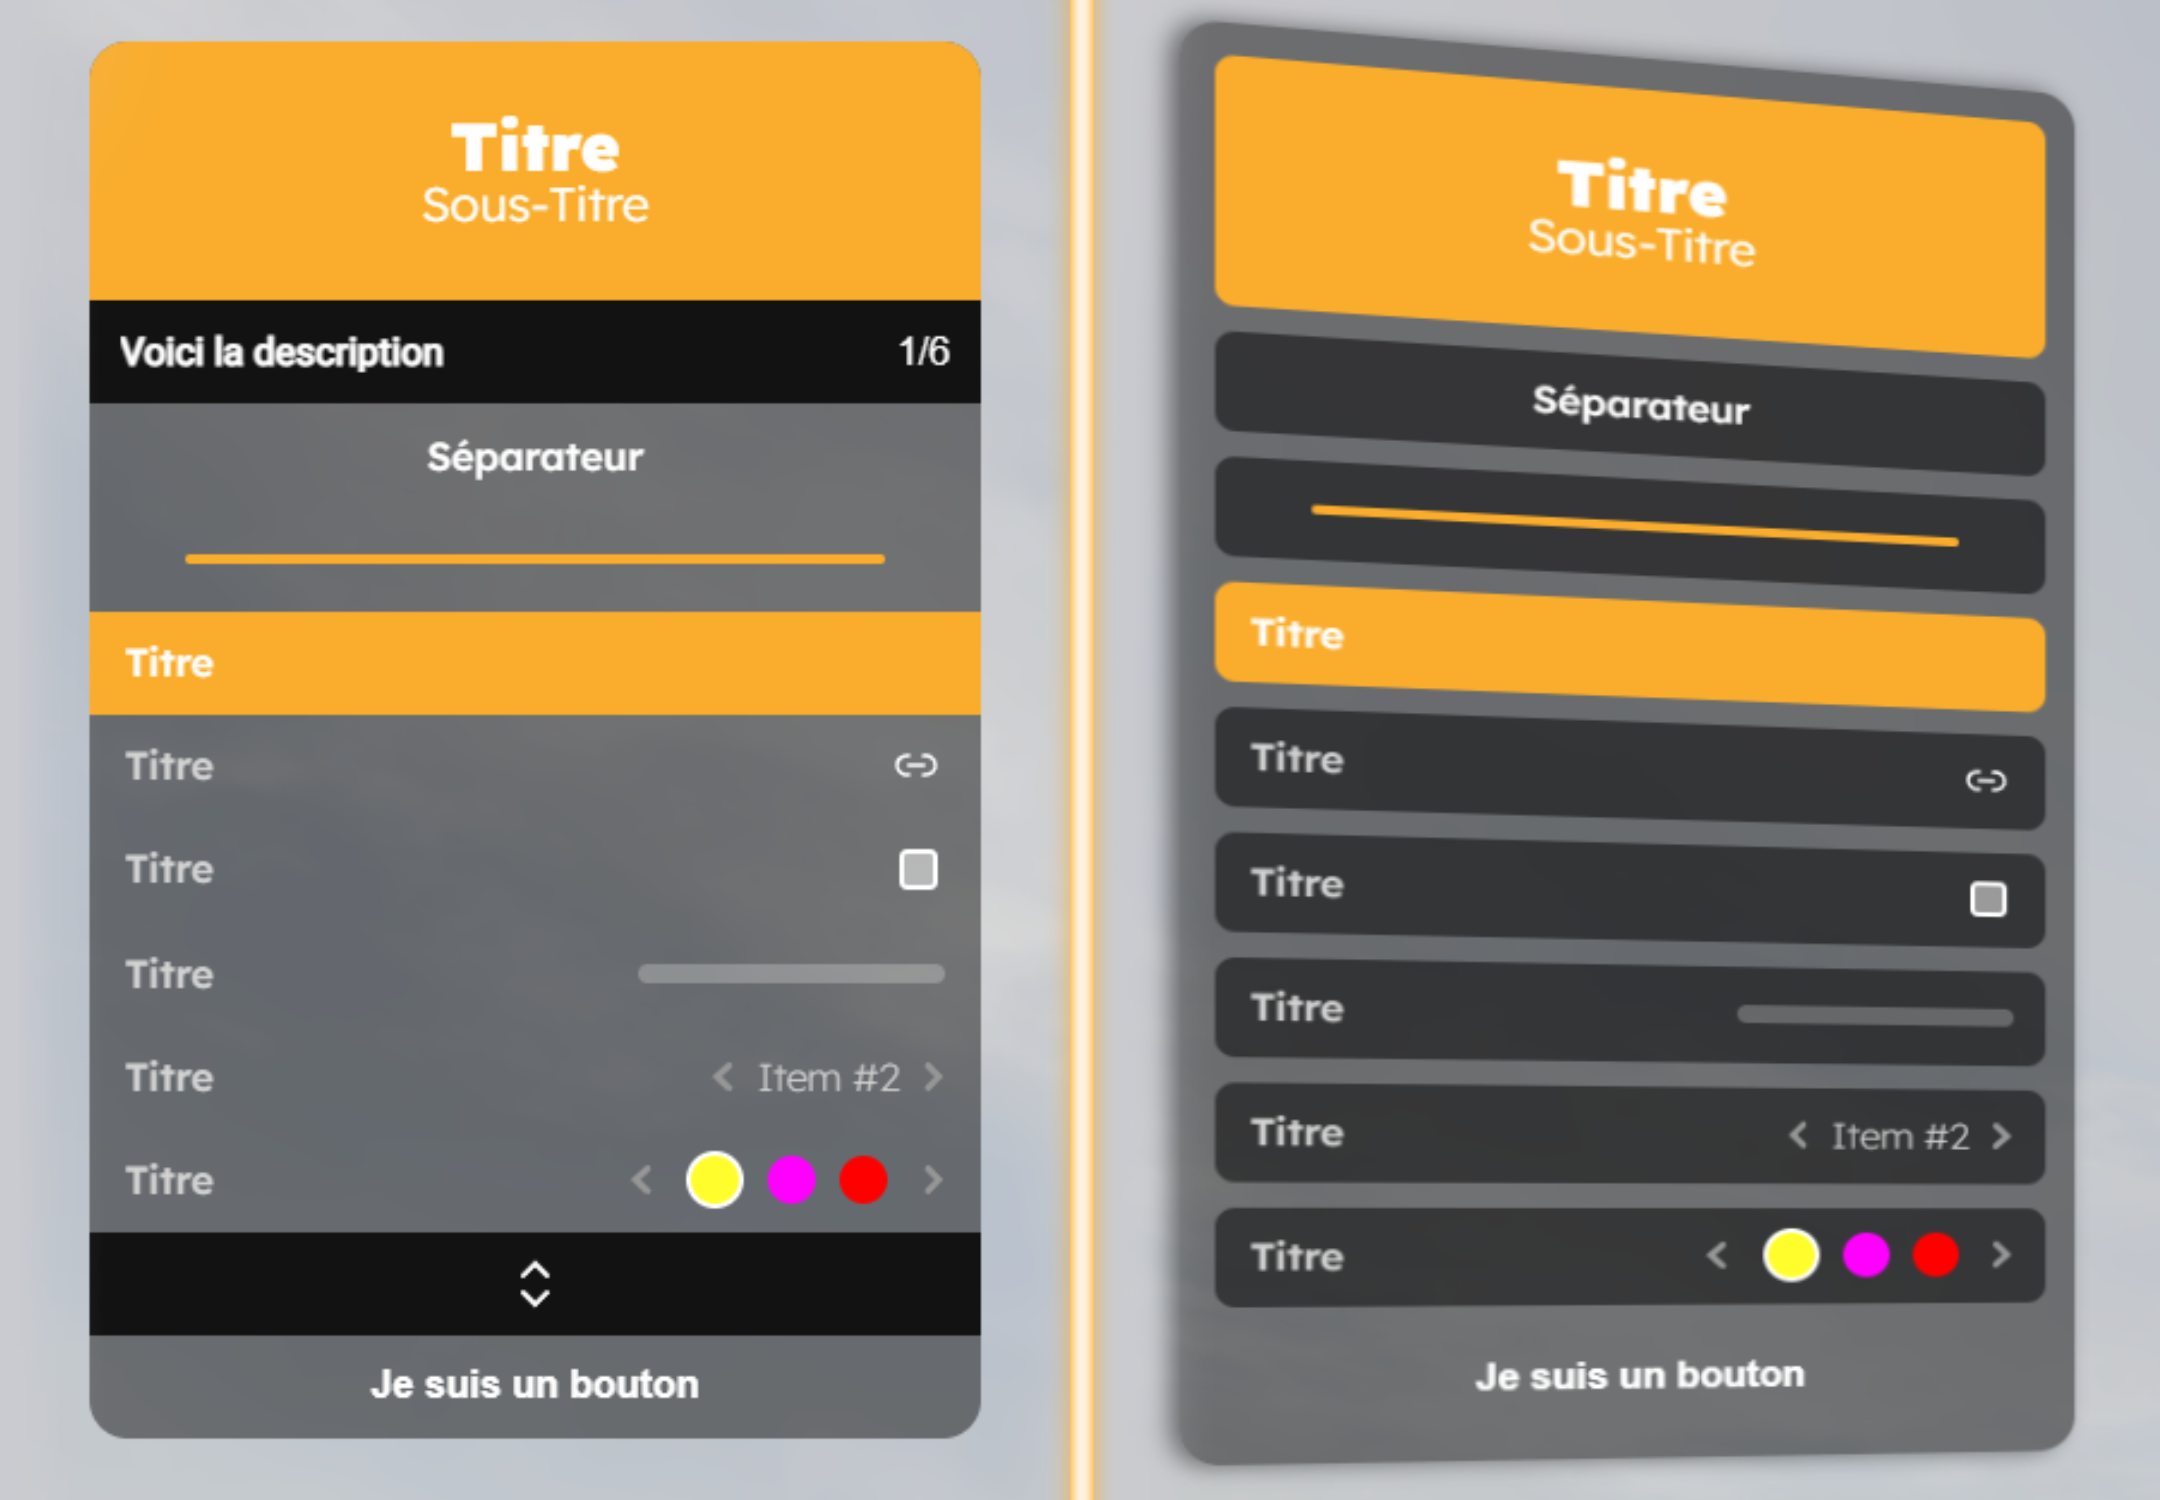 Titre
Sous-Titre
Voici la description 1/6
Séparateur
Titre
Titre
Titre
Titre
Titre < Item #2 >
Titre < >
Je suis un bouton
Titre
Sous-Titre
Séparateur
Titre
Titre
Titre
Titre
Titre < Item #2 >
Titre < >
Je suis un bouton